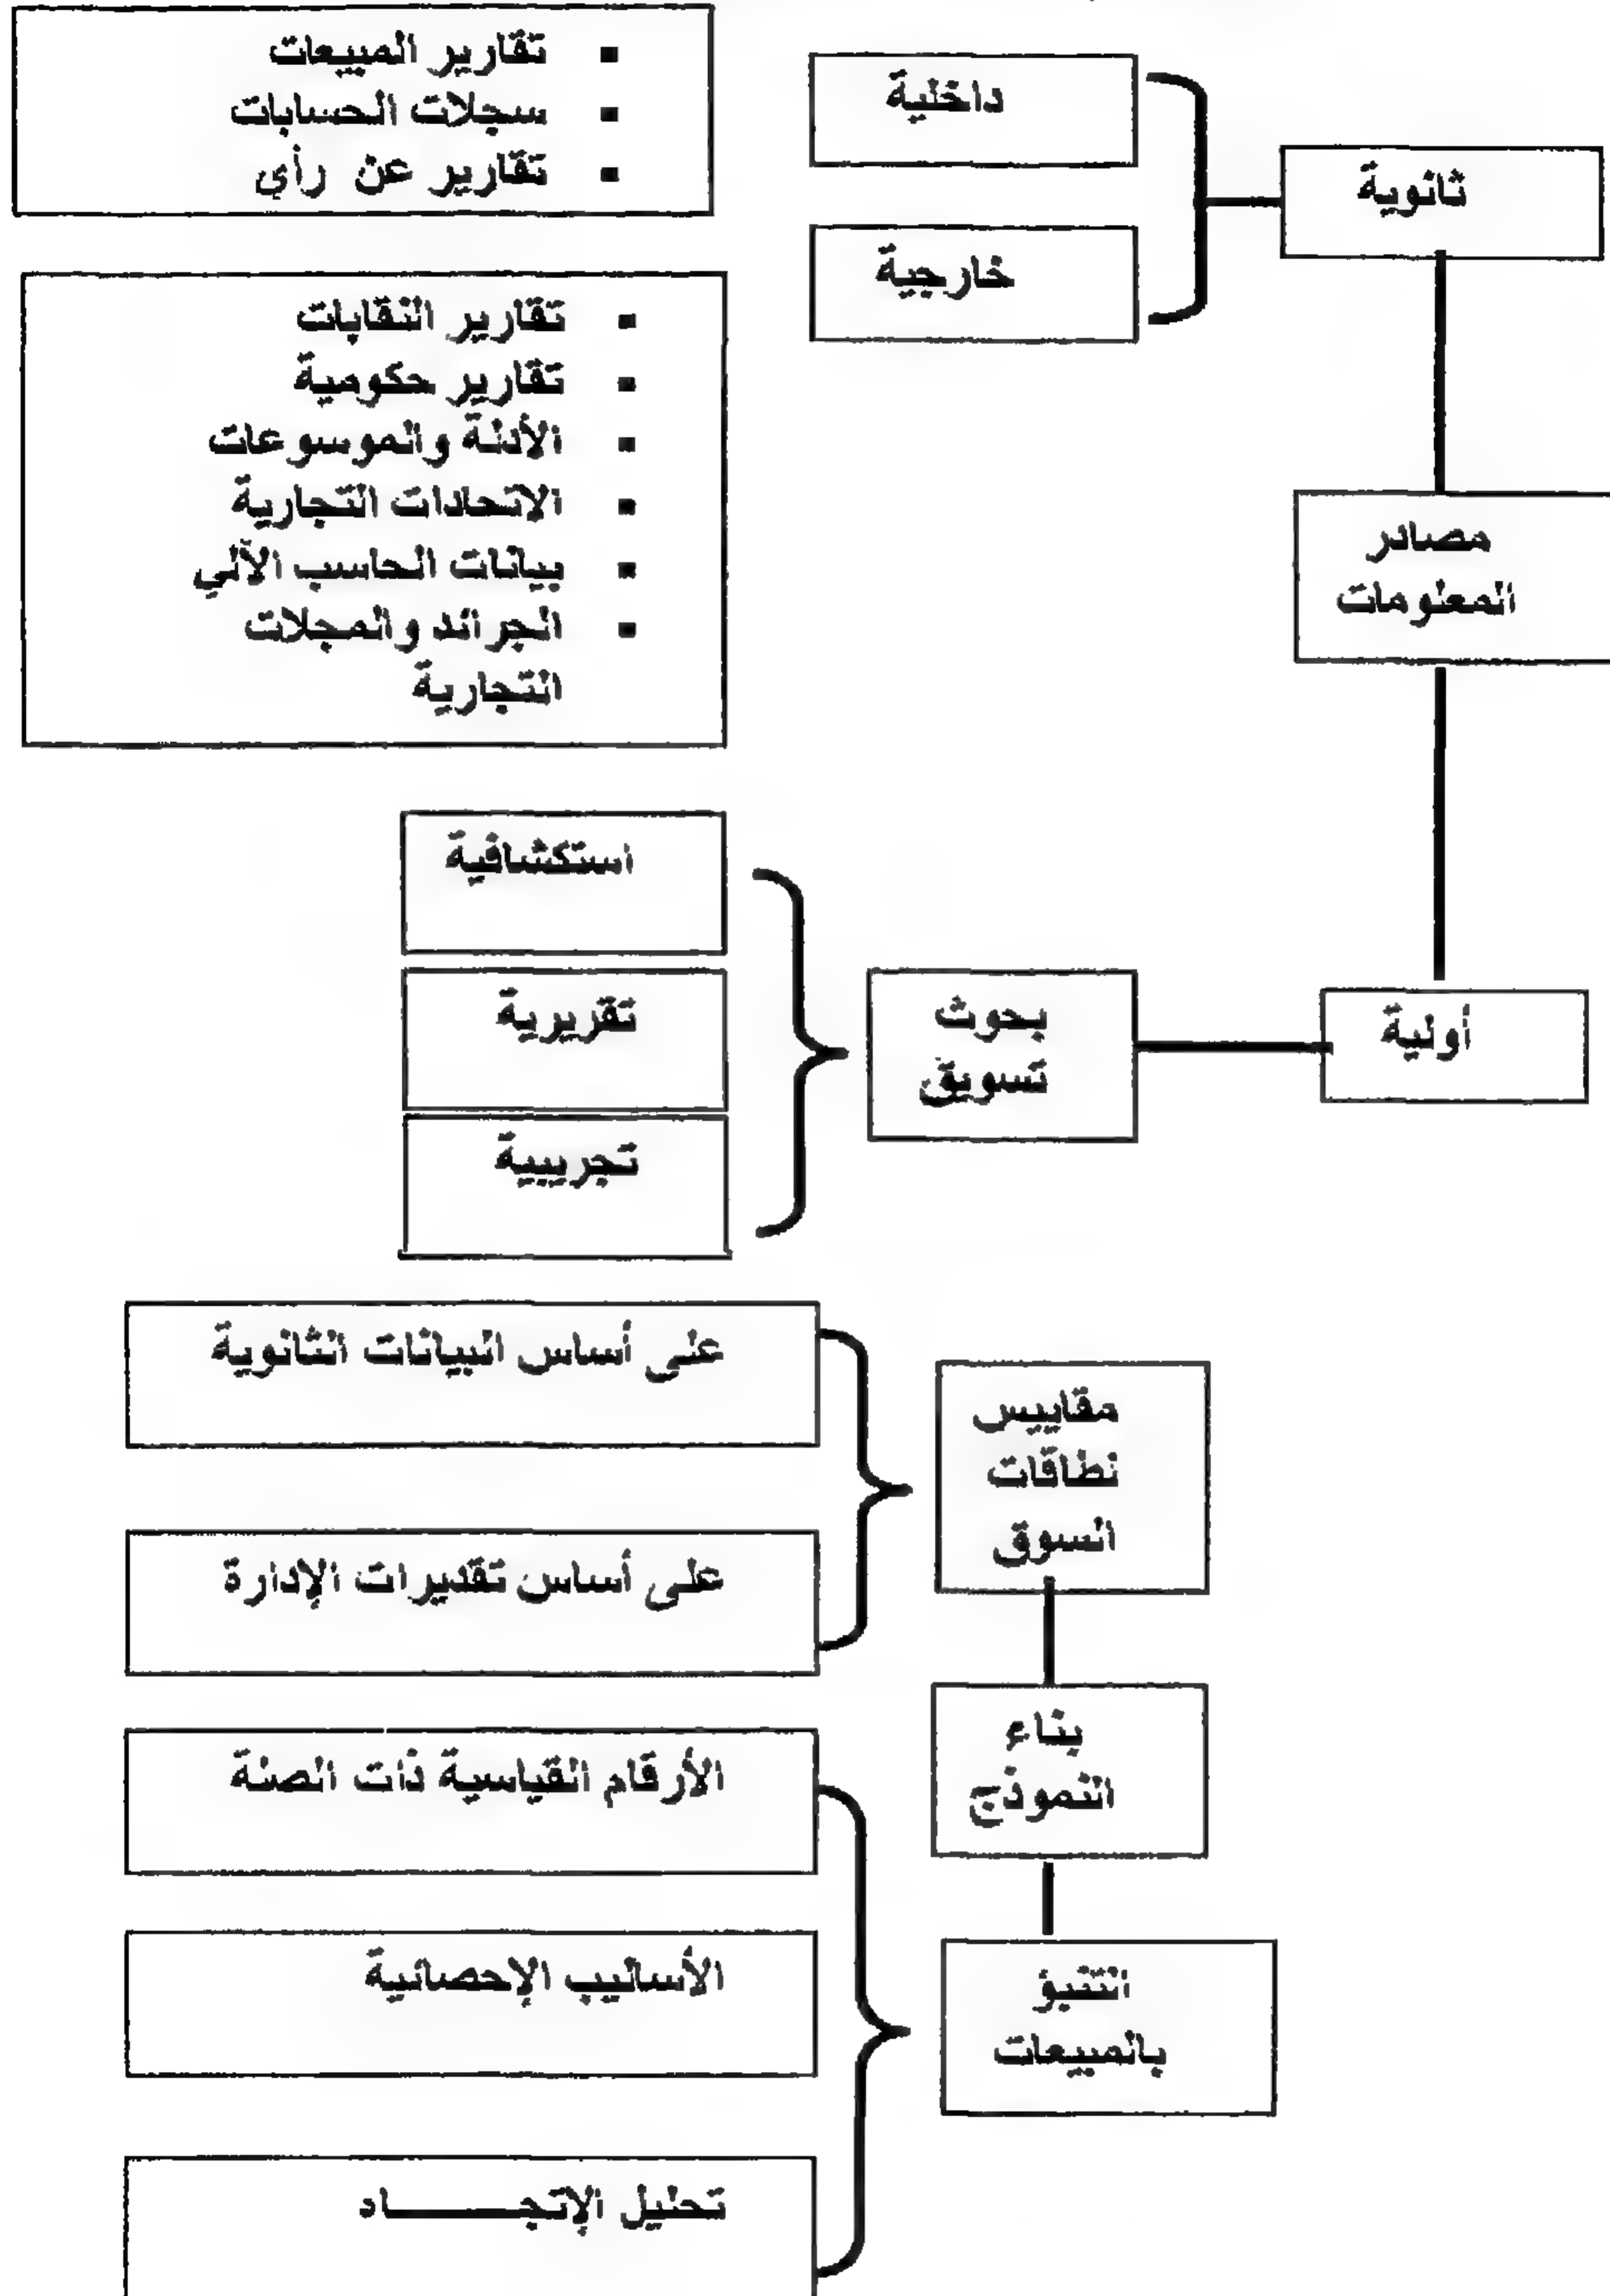 ثانوية
داخلية
خارجية
▪ تقارير المبيعات
▪ سجلات الحسابات
▪ تقارير عن رأي
▪ تقارير النقابات
▪ تقارير حكومية
▪ الأدلة والموسوعات
▪ الاتحادات التجارية
▪ بيانات الحاسب الآلي
▪ الجرائد والمجلات
التجارية
مصادر
المعلومات
أولية
بحوث
تسويق
استكشافية
تقريرية
تجريبية
مقاييس
نطاقات
السوق
على أساس البيانات الثانوية
على أساس تقديرات الإدارة
بناء
النموذج
التنبؤ
بالمبيعات
الأرقام القياسية ذات الصلة
الأساليب الإحصائية
تحليل الإتجـــــــاه